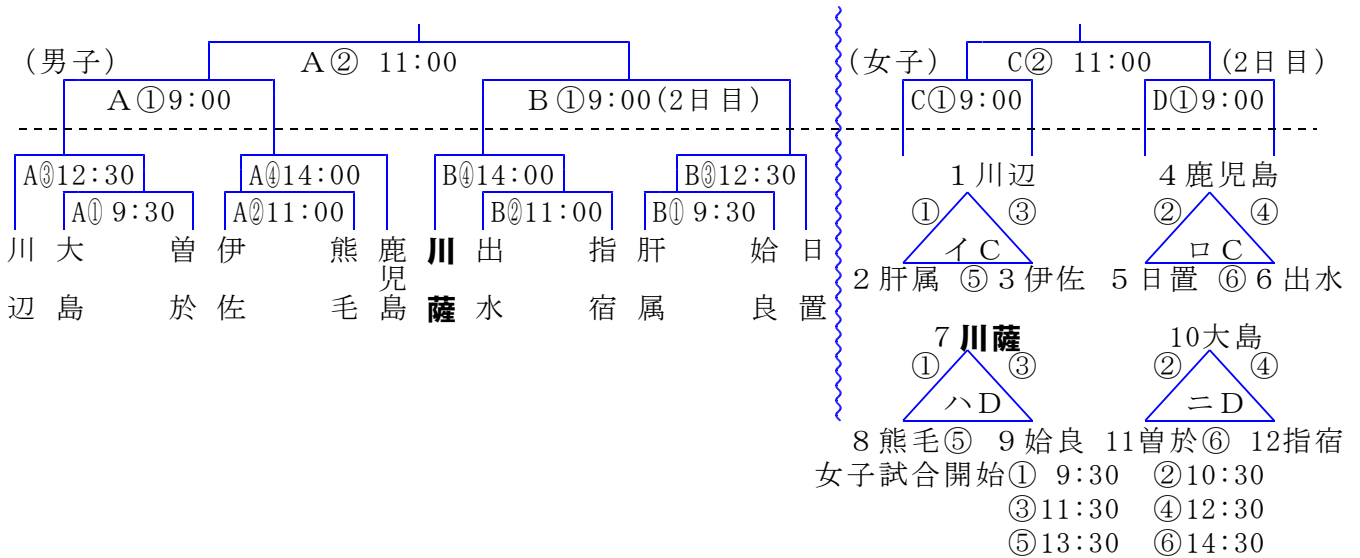 (男子) A② 11:00
A①9:00 B①9:00(2日目)
A③12:30 A④14:00 B④14:00 B③12:30
A① 9:30 A②11:00 B②11:00 B① 9:30
川辺 大島 曽於 伊佐 熊毛 鹿児島 川薩 出水 指宿 肝属 姶良 日置
(女子) C② 11:00 (2日目)
C①9:00 D①9:00
1川辺 4鹿児島
① ③ ② ④
イC ロC
2肝属 ⑤3伊佐 5日置 ⑥6出水
7川薩 10大島
① ③ ② ④
ハD ニD
8熊毛⑤ 9姶良 11曽於⑥ 12指宿
女子試合開始① 9:30 ②10:30
③11:30 ④12:30
⑤13:30 ⑥14:30